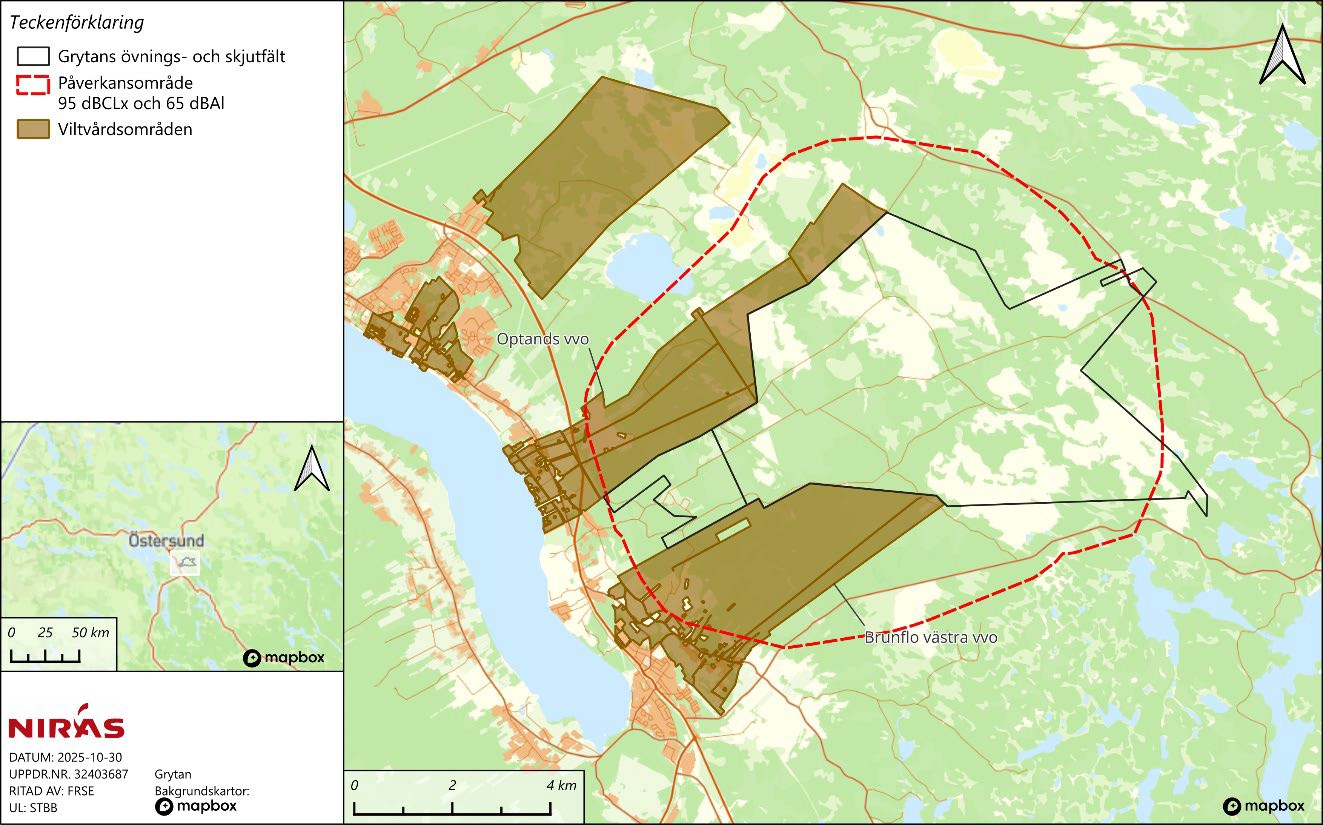 Teckenförklaring
Grytans övnings- och skjutfält
Påverkansområde
95 dBCLx och 65 dBAl
Viltvårdsområden
Optands vvo
Brunflo västra vvo
Östersund
0 25 50 km
mapbox
NIRAS
DATUM: 2025-10-30
UPPDR.NR. 32403687
RITAD AV: FRSE
UL: STBB
Grytan
Bakgrundskartor:
mapbox
0 2 4 km
mapbox